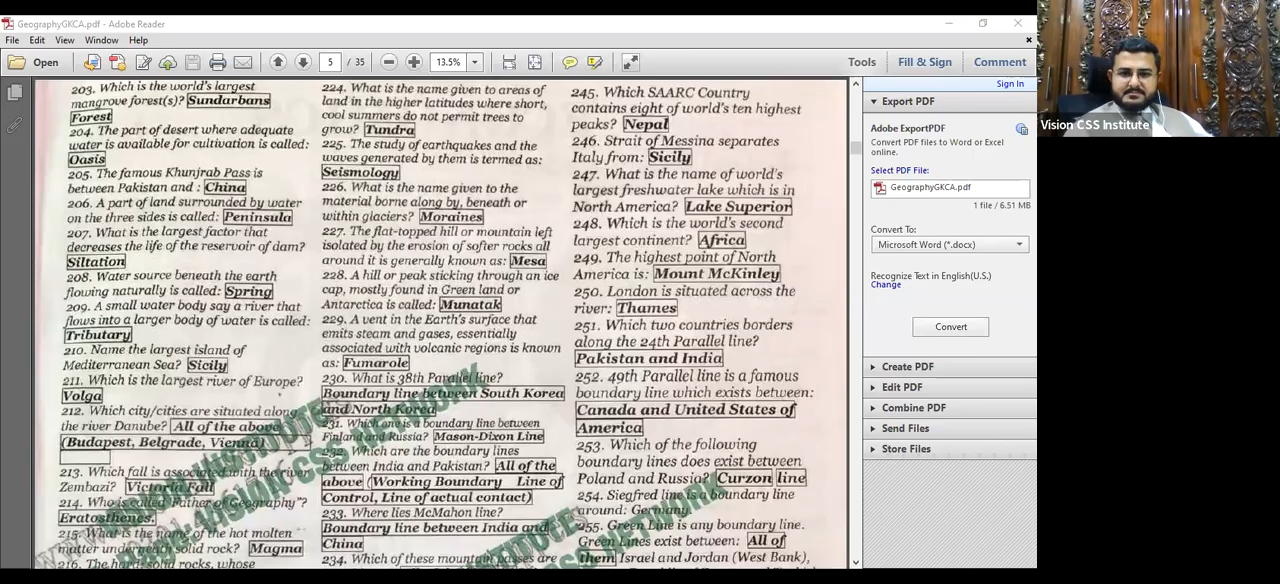 GeographyGKCA.pdf - Adobe Reader
File Edit View Window Help
Open
5 / 35
13.5%
Tools Fill & Sign Comment
203. Which is the world's largest
mangrove forest(s)? Sundarbans
Forest
204. The part of desert where adequate
water is available for cultivation is called:
Oasis
205. The famous Khunjrab Pass is
between Pakistan and : China
206. A part of land surrounded by water
on the three sides is called: Peninsula
207. What is the largest factor that
decreases the life of the reservoir of dam?
Siltation
208. Water source beneath the earth
flowing naturally is called: Spring
209. A small water body say a river that
flows into a larger body of water is called:
Tributary
210. Name the largest island of
Mediterranean Sea? Sicily
211. Which is the largest river of Europe?
Volga
212. Which city/cities are situated along
the river Danube? All of the above
(Budapest, Belgrade, Vienna)
213. Which fall is associated with the river
Zembazi? Victoria Fall
214. Who is called "Father of Geography"?
Eratosthenes.
215. What is the name of the hot molten
matter underneath solid rock? Magma
216. The hard solid rocks, whose
224. What is the name given to areas of
land in the higher latitudes where short,
cool summers do not permit trees to
grow? Tundra
225. The study of earthquakes and the
waves generated by them is termed as:
Seismology
226. What is the name given to the
material borne along by, beneath or
within glaciers? Moraines
227. The flat-topped hill or mountain left
isolated by the erosion of softer rocks all
around it is generally known as: Mesa
228. A hill or peak sticking through an ice
cap, mostly found in Green land or
Antarctica is called: Munatak
229. A vent in the Earth's surface that
emits steam and gases, essentially
associated with volcanic regions is known
as: Fumarole
230. What is 38th Parallel line?
Boundary line between South Korea
and North Korea
231. Which one is a boundary line between
Finland and Russia? Mason-Dixon Line
232. Which are the boundary lines
between India and Pakistan? All of the
above (Working Boundary Line of
Control, Line of actual contact)
233. Where lies McMahon line?
Boundary line between India and
China
234. Which of these mountain passes are
245. Which SAARC Country
contains eight of world's ten highest
peaks? Nepal
246. Strait of Messina separates
Italy from: Sicily
247. What is the name of world's
largest freshwater lake which is in
North America? Lake Superior
248. Which is the world's second
largest continent? Africa
249. The highest point of North
America is: Mount McKinley
250. London is situated across the
river: Thames
251. Which two countries borders
along the 24th Parallel line?
Pakistan and India
252. 49th Parallel line is a famous
boundary line which exists between:
Canada and United States of
America
253. Which of the following
boundary lines does exist between
Poland and Russia? Curzon line
254. Siegfred line is a boundary line
around: Germany.
255. Green Line is any boundary line.
Green Lines exist between: All of
them Israel and Jordan (West Bank),
Sign In
Export PDF
Adobe ExportPDF
Convert PDF files to Word or Excel
online.
Select PDF File:
GeographyGKCA.pdf
1 file / 6.51 MB
Convert To:
Microsoft Word (*.docx)
Recognize Text in English(U.S.)
Change
Convert
Create PDF
Edit PDF
Combine PDF
Send Files
Store Files
Vision CSS Institute